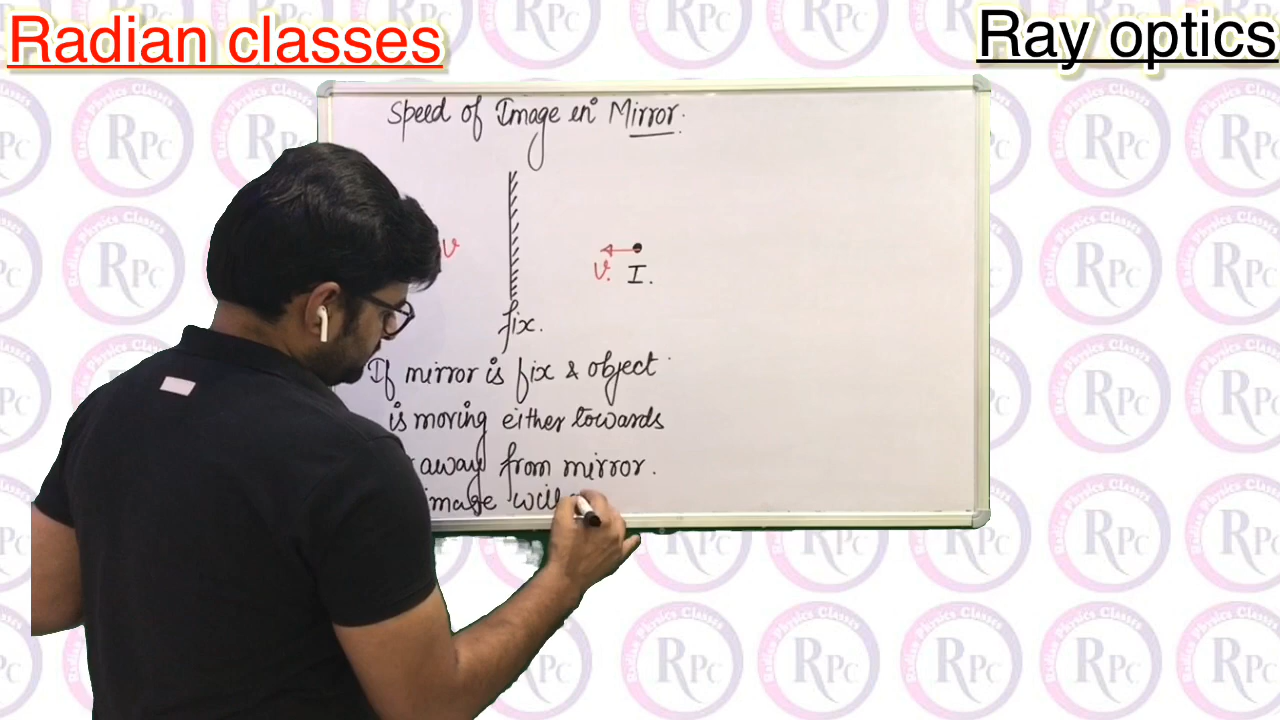 Radian classes
Ray optics
Speed of Image in Mirror.
v
v. I.
fix.
If mirror is fix & object
is moving either towards
away from mirror.
image will